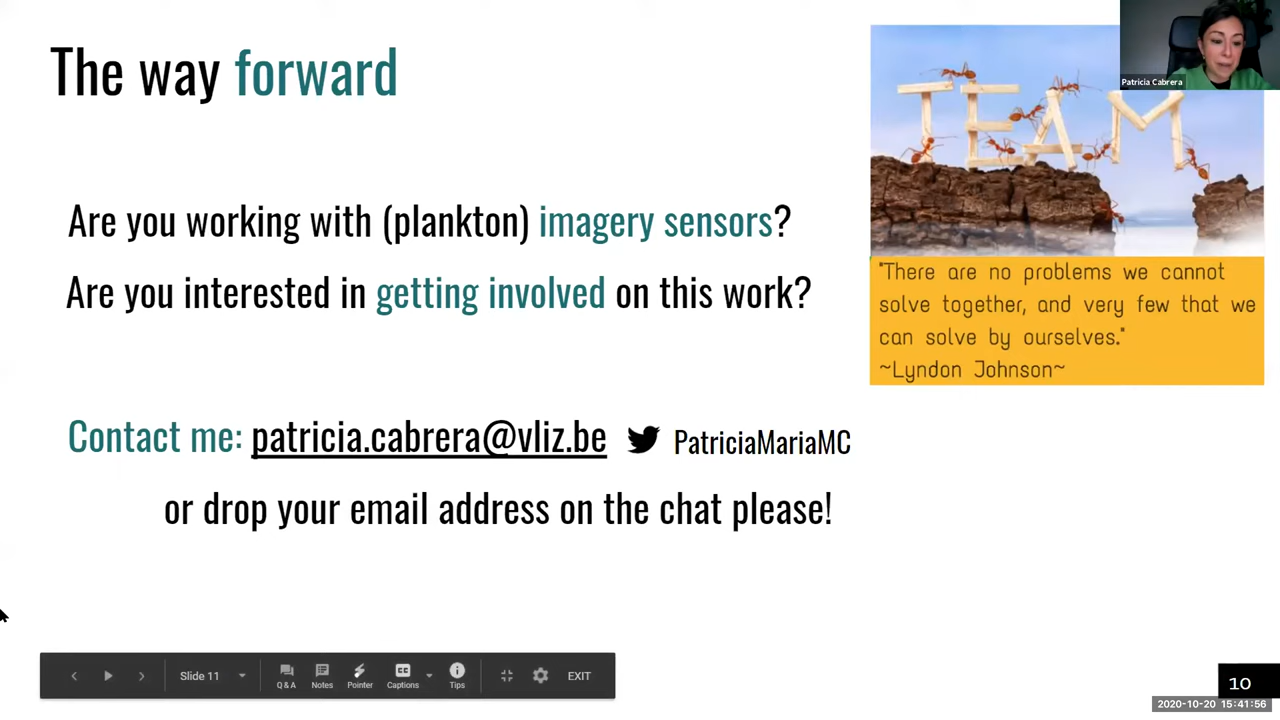 The way forward
Patricia Cabrera
TEAM
Are you working with (plankton) imagery sensors?
Are you interested in getting involved on this work?
"There are no problems we cannot
solve together, and very few that we
can solve by ourselves."
~Lyndon Johnson~
Contact me: patricia.cabrera@vliz.be PatriciaMariaMC
or drop your email address on the chat please!
Slide 11
Q & A
Notes
Pointer
CC
Captions
Tips
EXIT
10
2020-10-20 15:41:56